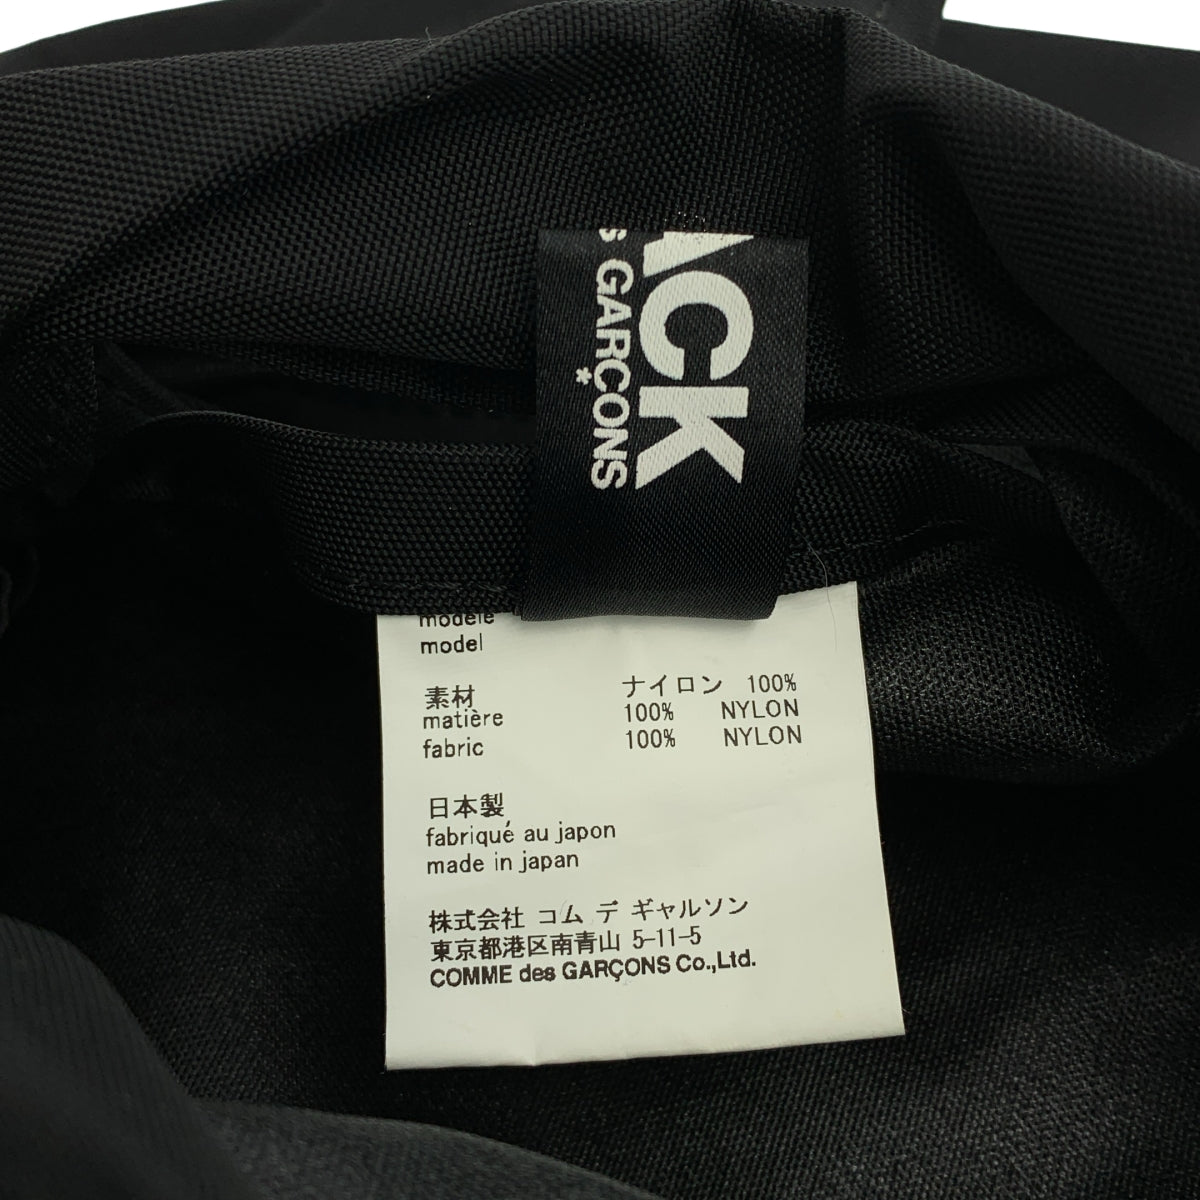 ACK
s GARÇONS
modèle
model
素材 ナイロン 100%
matière 100% NYLON
fabric 100% NYLON
日本製
fabriqué au japon
made in japan
株式会社 コム デ ギャルソン
東京都港区南青山 5-11-5
COMME des GARÇONS Co.,Ltd.